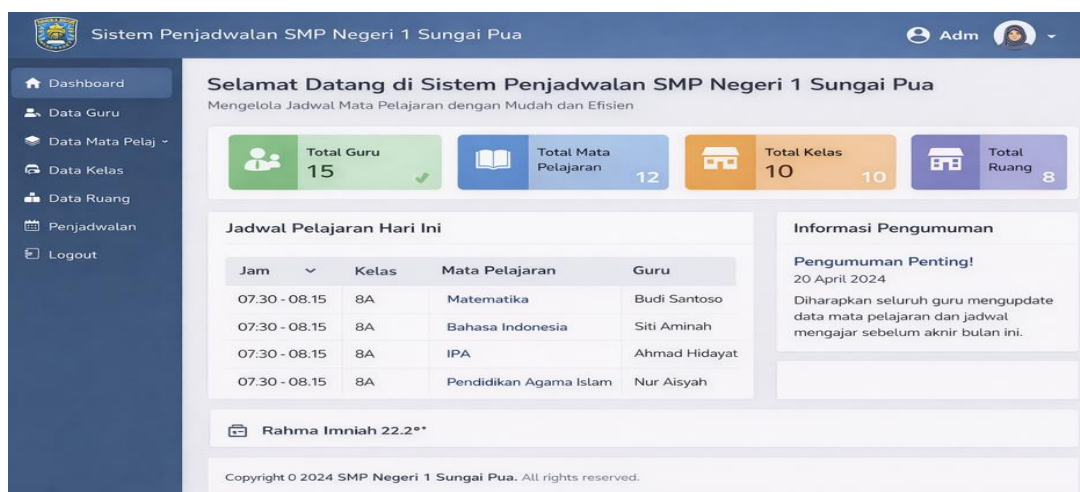 Sistem Penjadwalan SMP Negeri 1 Sungai Pua
Adm
Dashboard
Data Guru
Data Mata Pelaj
Data Kelas
Data Ruang
Penjadwalan
Logout
Selamat Datang di Sistem Penjadwalan SMP Negeri 1 Sungai Pua
Mengelola Jadwal Mata Pelajaran dengan Mudah dan Efisien
Total Guru
15
Total Mata
Pelajaran
12
Total Kelas
10
10
Total
Ruang
8
Jadwal Pelajaran Hari Ini
Jam Kelas Mata Pelajaran Guru
07.30 - 08.15 8A Matematika Budi Santoso
07:30 - 08.15 8A Bahasa Indonesia Siti Aminah
07.30 - 08.15 8A IPA Ahmad Hidayat
07.30 - 08.15 8A Pendidikan Agama Islam Nur Aisyah
Informasi Pengumuman
Pengumuman Penting!
20 April 2024
Diharapkan seluruh guru mengupdate
data mata pelajaran dan jadwal
mengajar sebelum aknir bulan ini.
Rahma Imniah 22.2°*
Copyright 0 2024 SMP Negeri 1 Sungai Pua. All rights reserved.